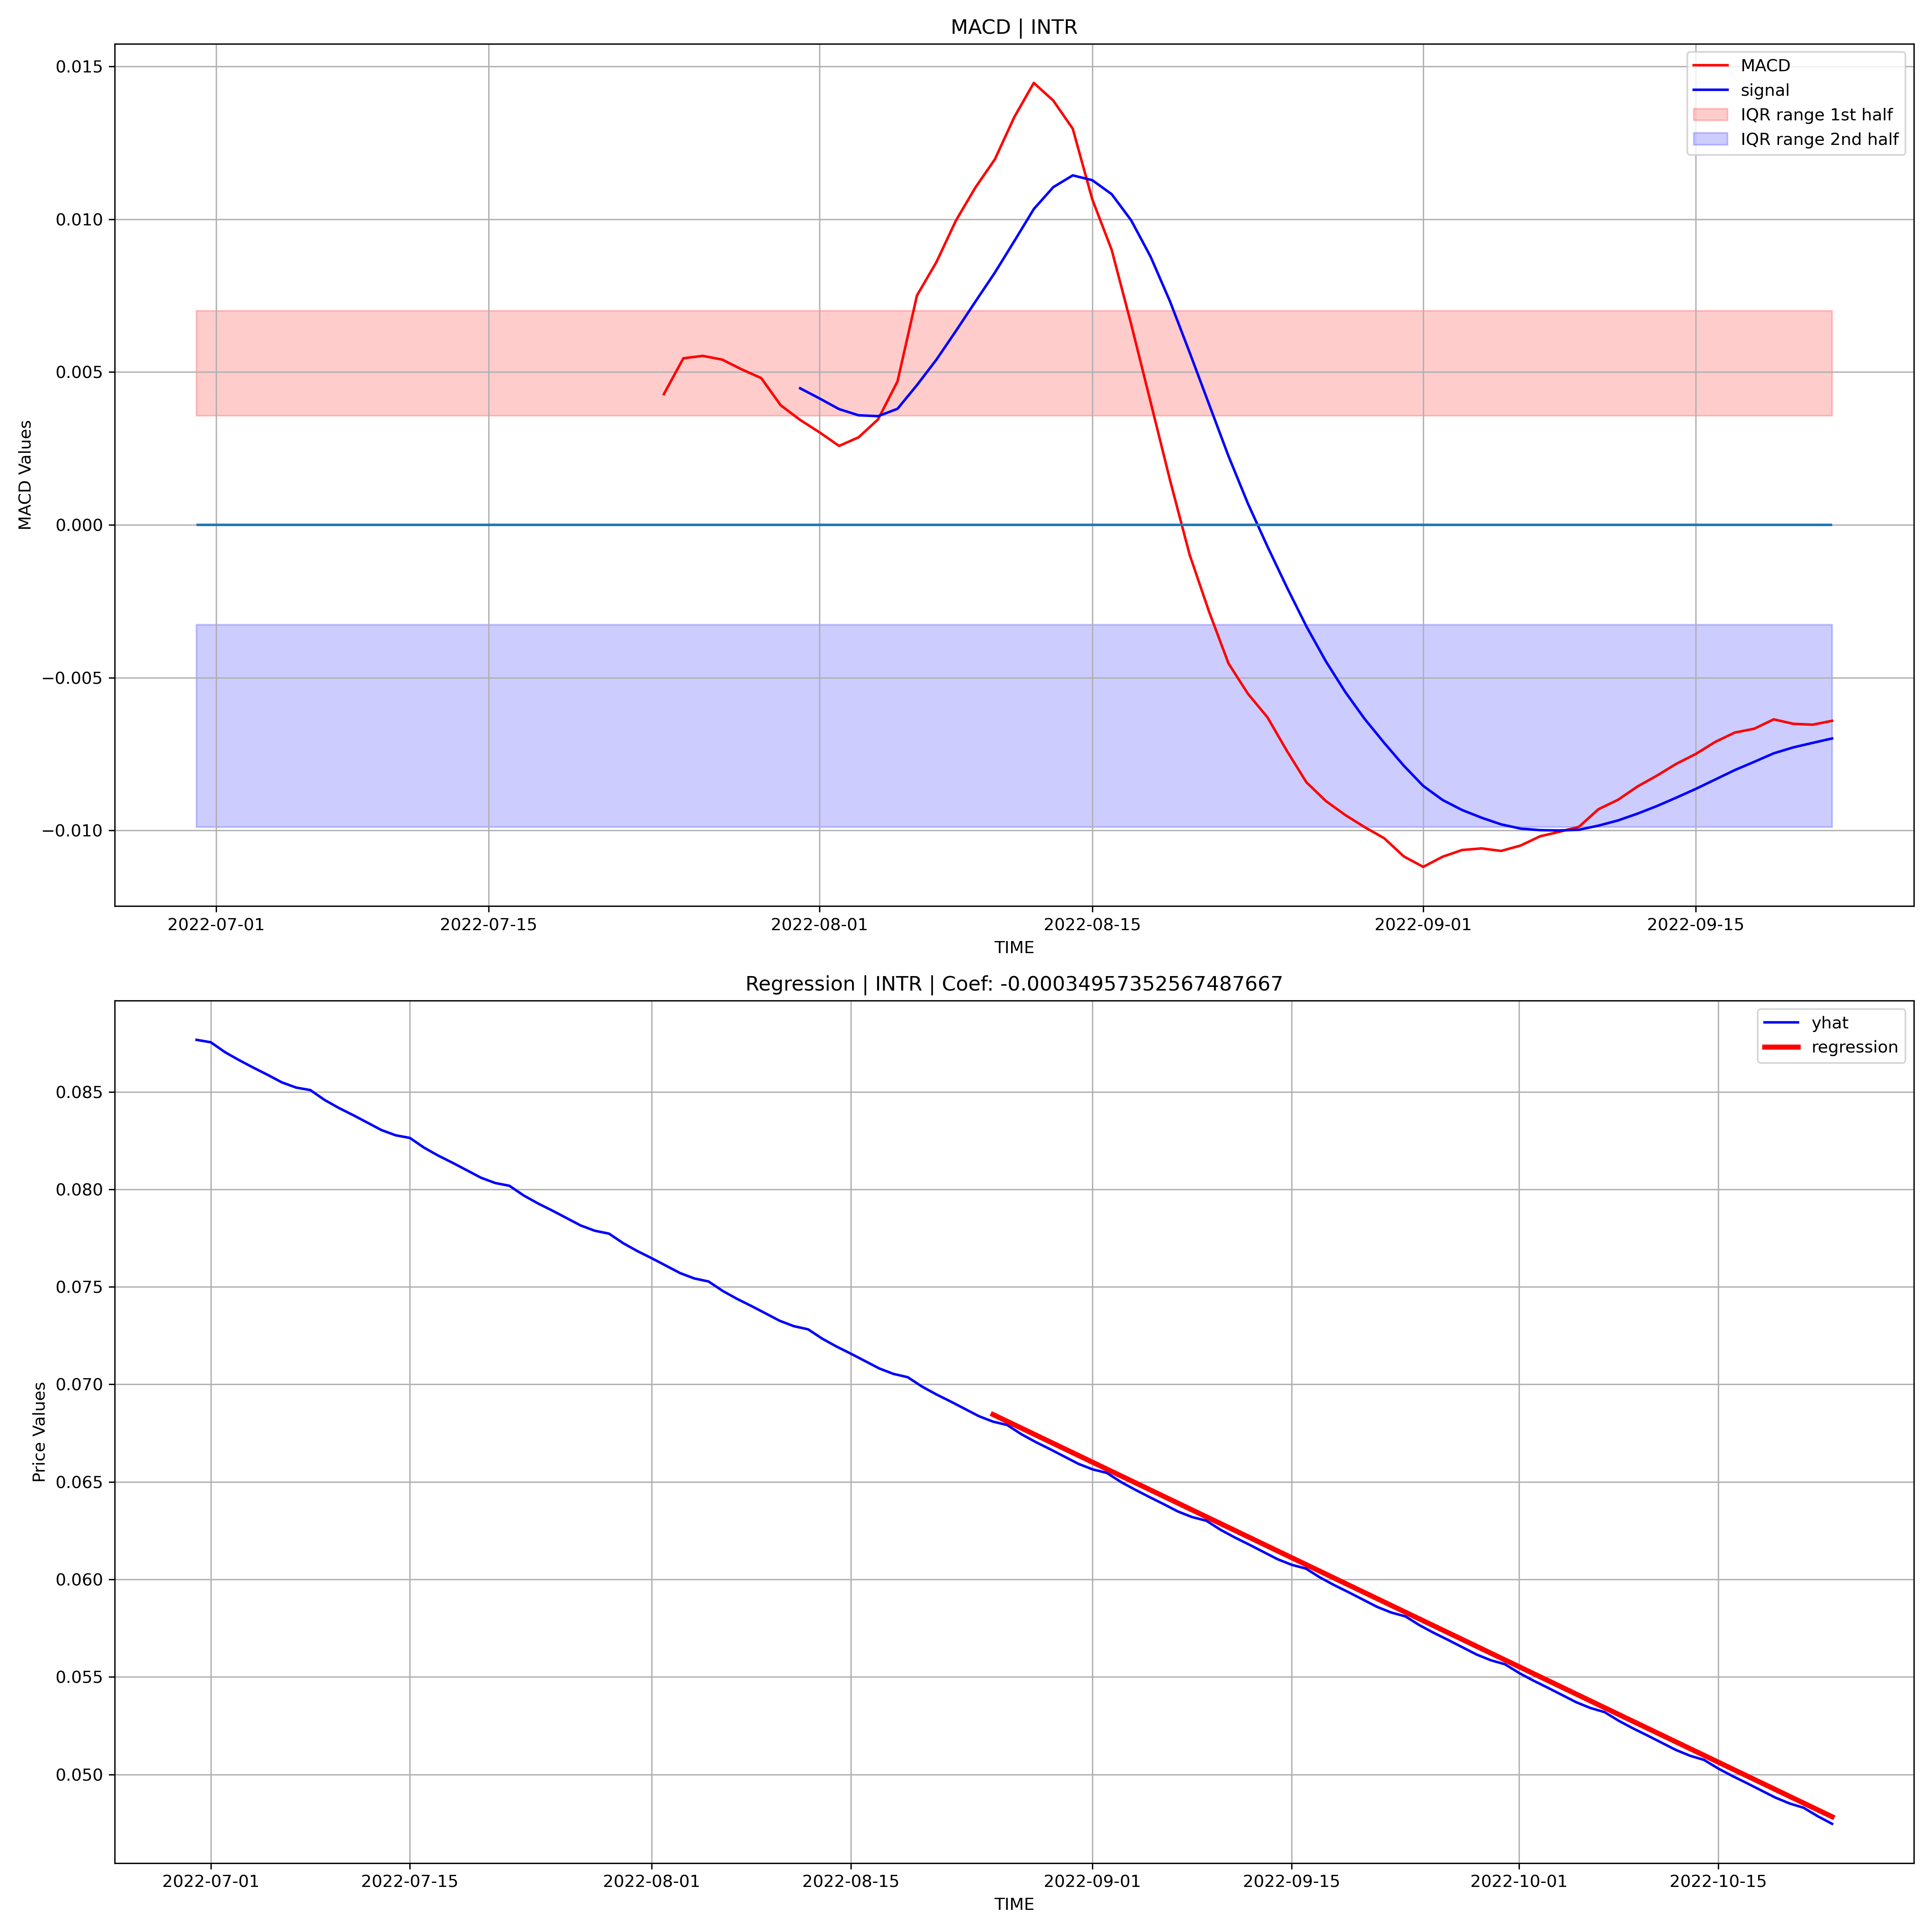 MACD | INTR
MACD
signal
IQR range 1st half
IQR range 2nd half
0.015
0.010
0.005
0.000
−0.005
−0.010
MACD Values
2022-07-01 2022-07-15 2022-08-01 2022-08-15 2022-09-01 2022-09-15
TIME
Regression | INTR | Coef: -0.00034957352567487667
yhat
regression
0.085
0.080
0.075
0.070
0.065
0.060
0.055
0.050
Price Values
2022-07-01 2022-07-15 2022-08-01 2022-08-15 2022-09-01 2022-09-15 2022-10-01 2022-10-15
TIME